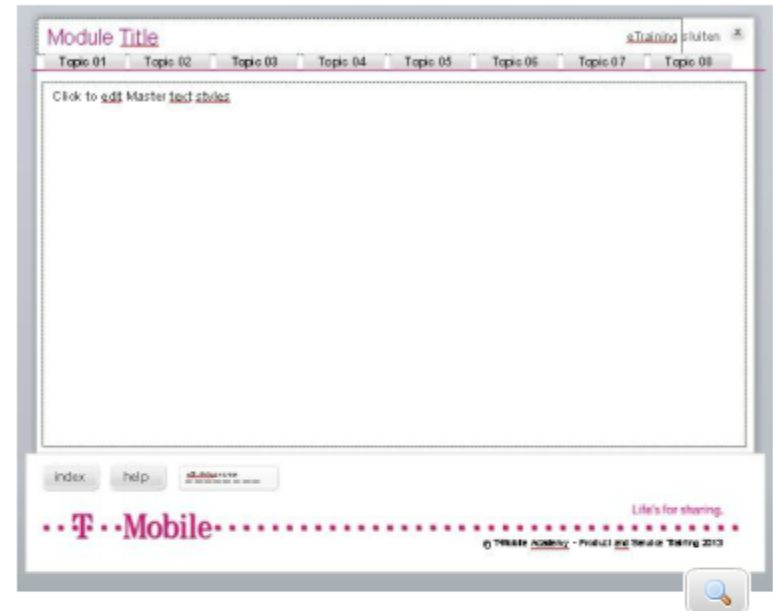 Module Title
eTraining sluiten x
Topic 01 Topic 02 Topic 03 Topic 04 Topic 05 Topic 06 Topic 07 Topic 08
Click to edit Master text styles
index help
Life's for sharing.
T Mobile
© T-Mobile Academy - Product and Service Training 2013